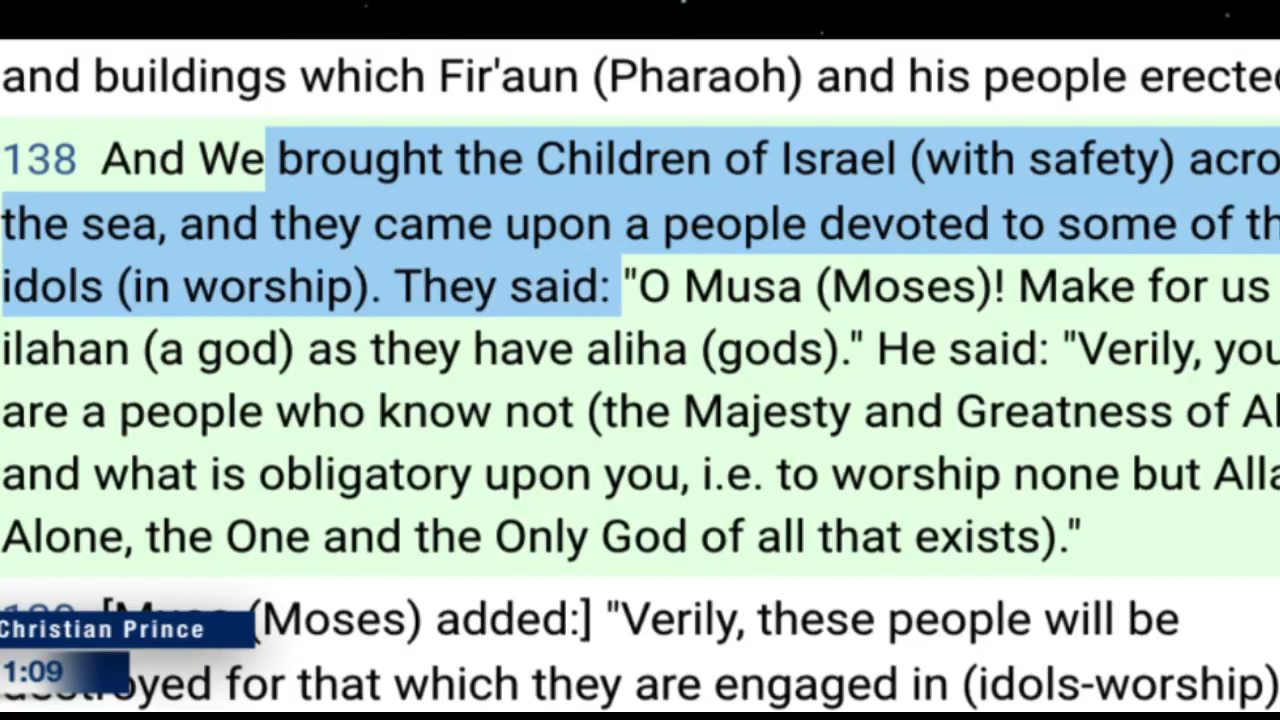 and buildings which Fir'aun (Pharaoh) and his people erected
138 And We brought the Children of Israel (with safety) acro
the sea, and they came upon a people devoted to some of th
idols (in worship). They said: "O Musa (Moses)! Make for us
ilahan (a god) as they have aliha (gods)." He said: "Verily, you
are a people who know not (the Majesty and Greatness of Al
and what is obligatory upon you, i.e. to worship none but Alla
Alone, the One and the Only God of all that exists)."
(Moses) added:] "Verily, these people will be
Christian Prince
1:09
for that which they are engaged in (idols-worship)